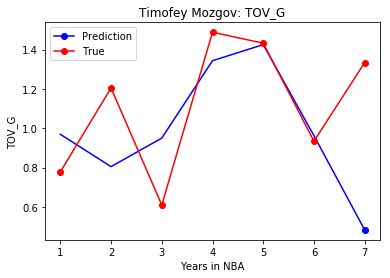 Timofey Mozgov: TOV_G
Prediction
True
TOV_G
1.4
1.2
1.0
0.8
0.6
1 2 3 4 5 6 7
Years in NBA